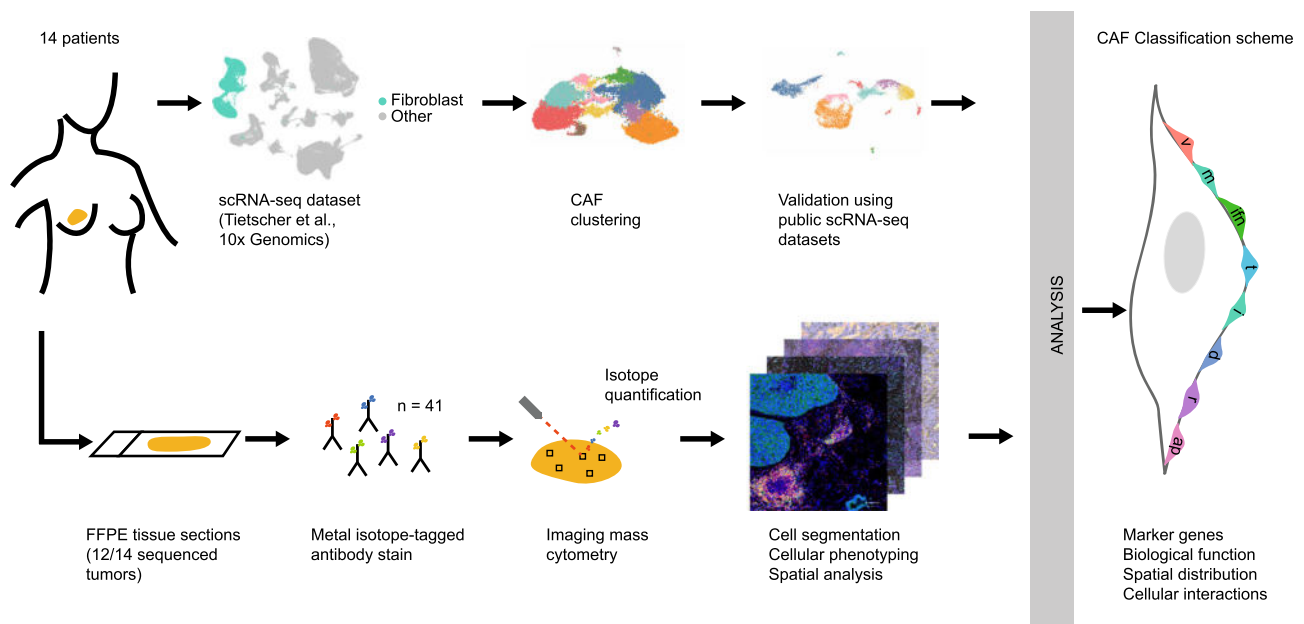 14 patients
Fibroblast
Other
scRNA-seq dataset
(Tietscher et al.,
10x Genomics)
CAF
clustering
Validation using
public scRNA-seq
datasets
n = 41
Isotope
quantification
FFPE tissue sections
(12/14 sequenced
tumors)
Metal isotope-tagged
antibody stain
Imaging mass
cytometry
Cell segmentation
Cellular phenotyping
Spatial analysis
ANALYSIS
CAF Classification scheme
v
m
ifn
t
i
d
r
ap
Marker genes
Biological function
Spatial distribution
Cellular interactions